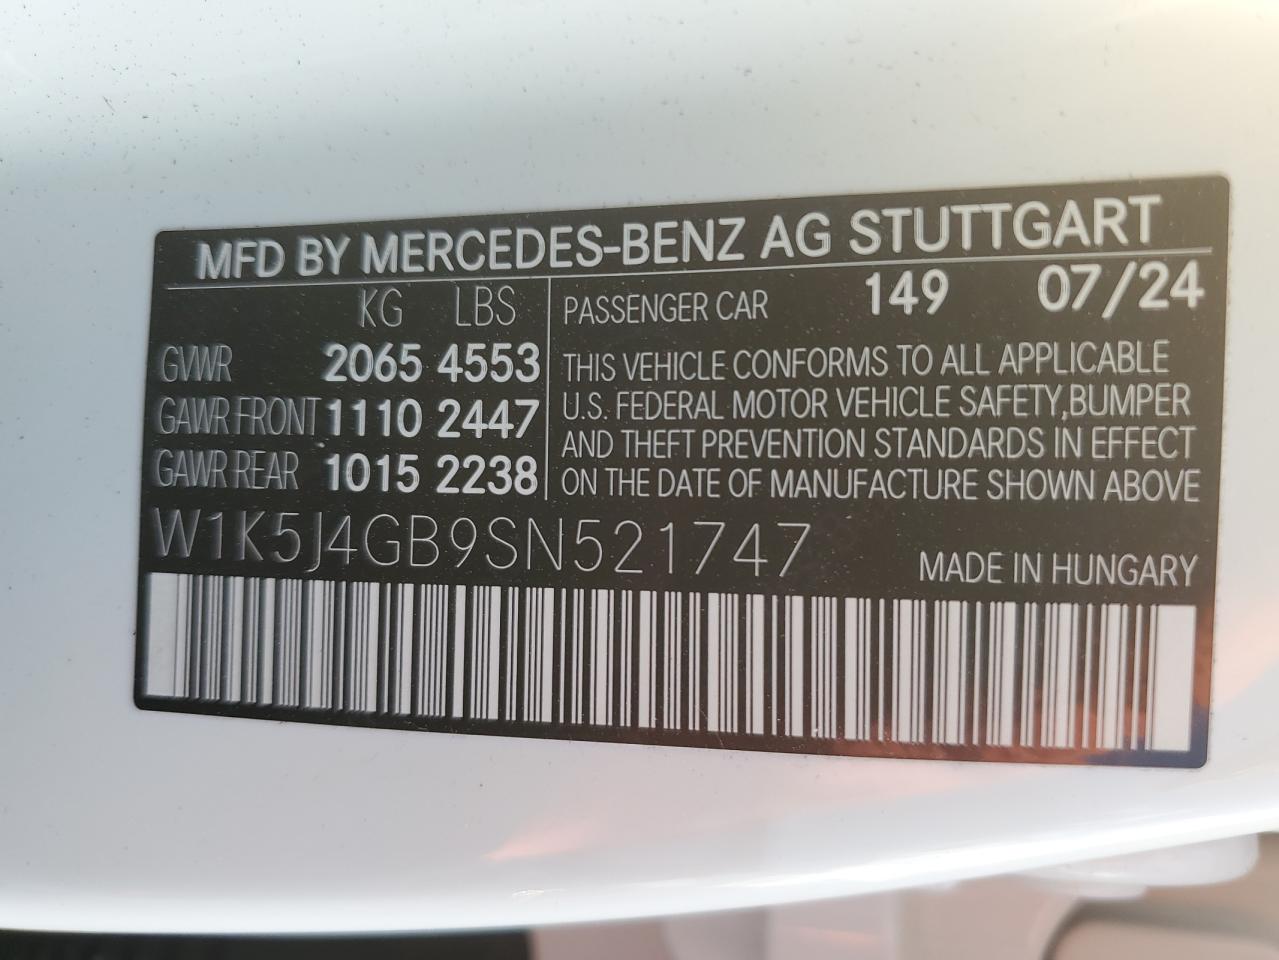 MFD BY MERCEDES-BENZ AG STUTTGART
KG LBS
PASSENGER CAR 149 07/24
GVWR 2065 4553
GAWR FRONT 1110 2447
GAWR REAR 1015 2238
THIS VEHICLE CONFORMS TO ALL APPLICABLE
U.S. FEDERAL MOTOR VEHICLE SAFETY,BUMPER
AND THEFT PREVENTION STANDARDS IN EFFECT
ON THE DATE OF MANUFACTURE SHOWN ABOVE
W1K5J4GB9SN521747
MADE IN HUNGARY